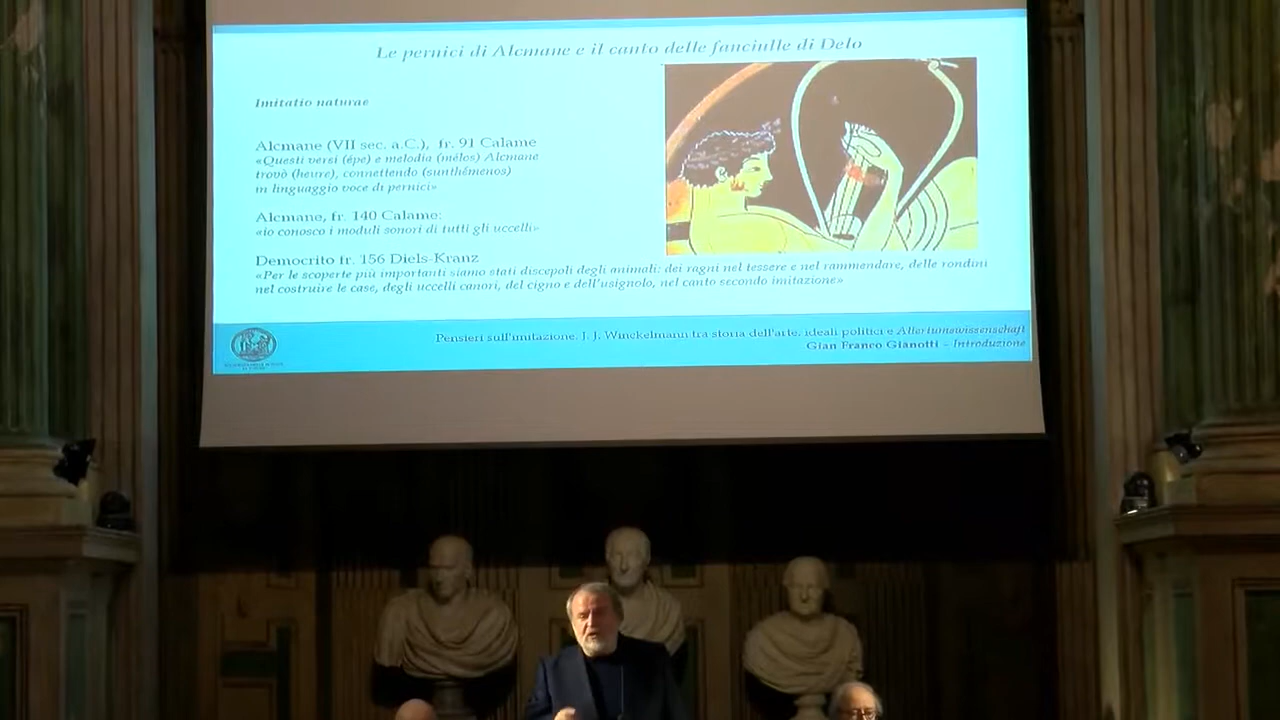 Le pernici di Alcmane e il canto delle fanciulle di Delo
Imitatio naturae
Alcmane (VII sec. a.C.), fr. 91 Calame
«Questi versi (épe) e melodia (mélos) Alcmane
trovò (heure), connettendo (sunthémenos)
in linguaggio voce di pernici»
Alcmane, fr. 140 Calame:
«io conosco i moduli sonori di tutti gli uccelli»
Democrito fr. 156 Diels-Kranz
«Per le scoperte più importanti siamo stati discepoli degli animali: dei ragni nel tessere e nel rammendare, delle rondini
nel costruire le case, degli uccelli canori, del cigno e dell'usignolo, nel canto secondo imitazione»
Pensieri sull'imitazione. J. J. Winckelmann tra storia dell'arte, ideali politici e Altertumswissenschaft
Gian Franco Gianotti – Introduzione